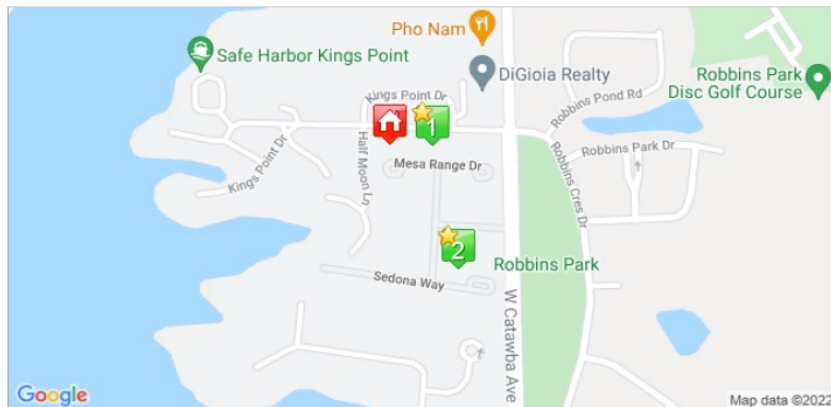 Pho Nam
Safe Harbor Kings Point
DiGioia Realty
Robbins Park
Disc Golf Course
Kings Point Dr
Robbins Pond Rd
1
Kings Point Dr
Half Moon Ln
Mesa Range Dr
Robbins Park Dr
Robbins Cres Dr
2
Robbins Park
Sedona Way
W Catawba Ave
Google
Map data ©2022